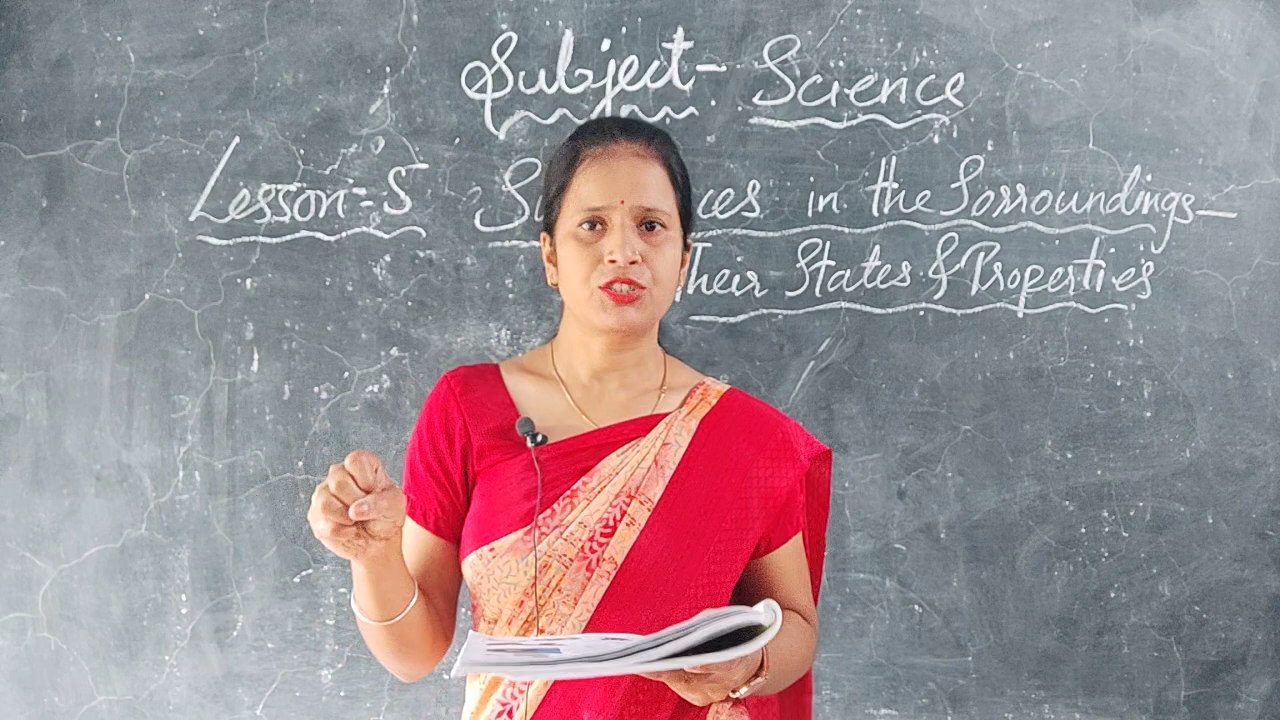 Subject- Science
Lesson-5 in the Sorroundings-
Their States & Properties